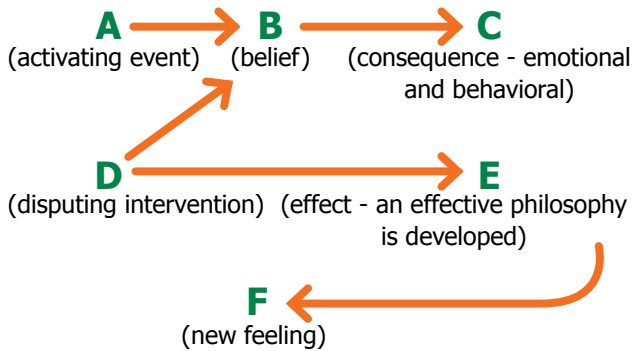 A B C
(activating event) (belief) (consequence - emotional
and behavioral)
D E
(disputing intervention) (effect - an effective philosophy
is developed)
F
(new feeling)